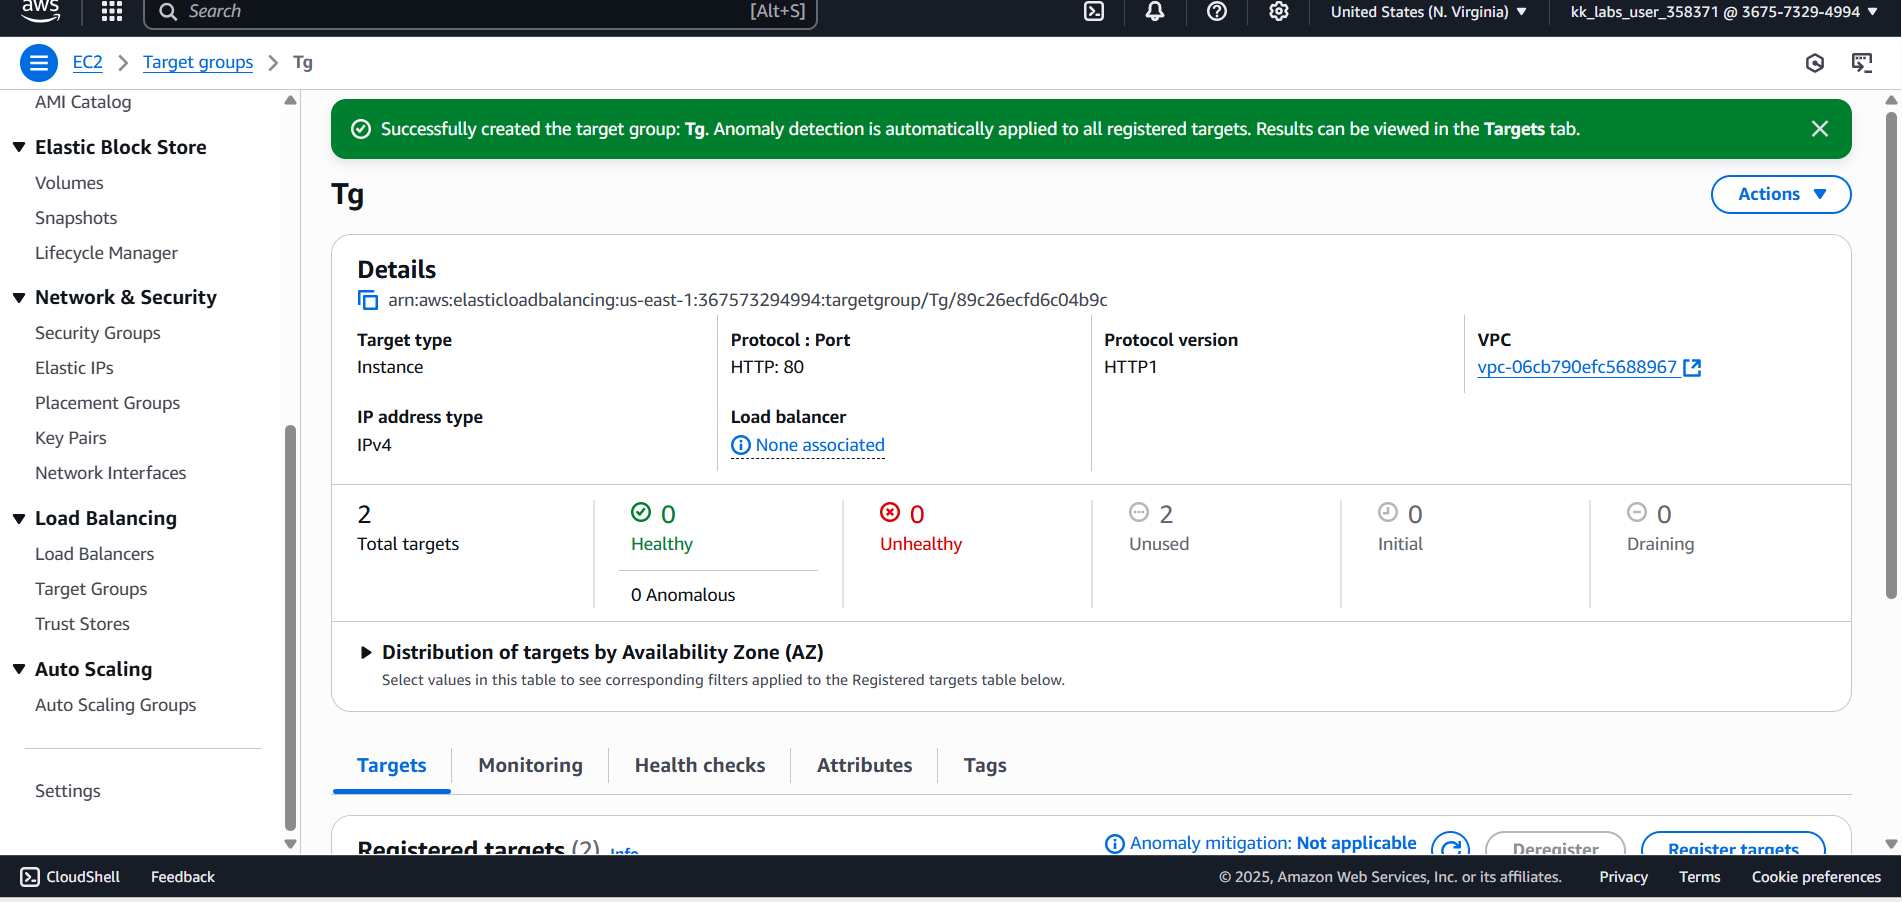 aws
Search
[Alt+S]
United States (N. Virginia)
kk_labs_user_358371 @ 3675-7329-4994
EC2
Target groups
Tg
AMI Catalog
Elastic Block Store
Volumes
Snapshots
Lifecycle Manager
Network & Security
Security Groups
Elastic IPs
Placement Groups
Key Pairs
Network Interfaces
Load Balancing
Load Balancers
Target Groups
Trust Stores
Auto Scaling
Auto Scaling Groups
Settings
Successfully created the target group: Tg. Anomaly detection is automatically applied to all registered targets. Results can be viewed in the Targets tab.
Tg
Actions
Details
arn:aws:elasticloadbalancing:us-east-1:367573294994:targetgroup/Tg/89c26ecfd6c04b9c
Target type
Instance
Protocol : Port
HTTP: 80
Protocol version
HTTP1
VPC
vpc-06cb790efc5688967
IP address type
IPv4
Load balancer
None associated
2
Total targets
0
Healthy
0 Anomalous
0
Unhealthy
2
Unused
0
Initial
0
Draining
Distribution of targets by Availability Zone (AZ)
Select values in this table to see corresponding filters applied to the Registered targets table below.
Targets
Monitoring
Health checks
Attributes
Tags
Registered targets (2) Info
Anomaly mitigation: Not applicable
Deregister
Register targets
CloudShell
Feedback
© 2025, Amazon Web Services, Inc. or its affiliates.
Privacy
Terms
Cookie preferences